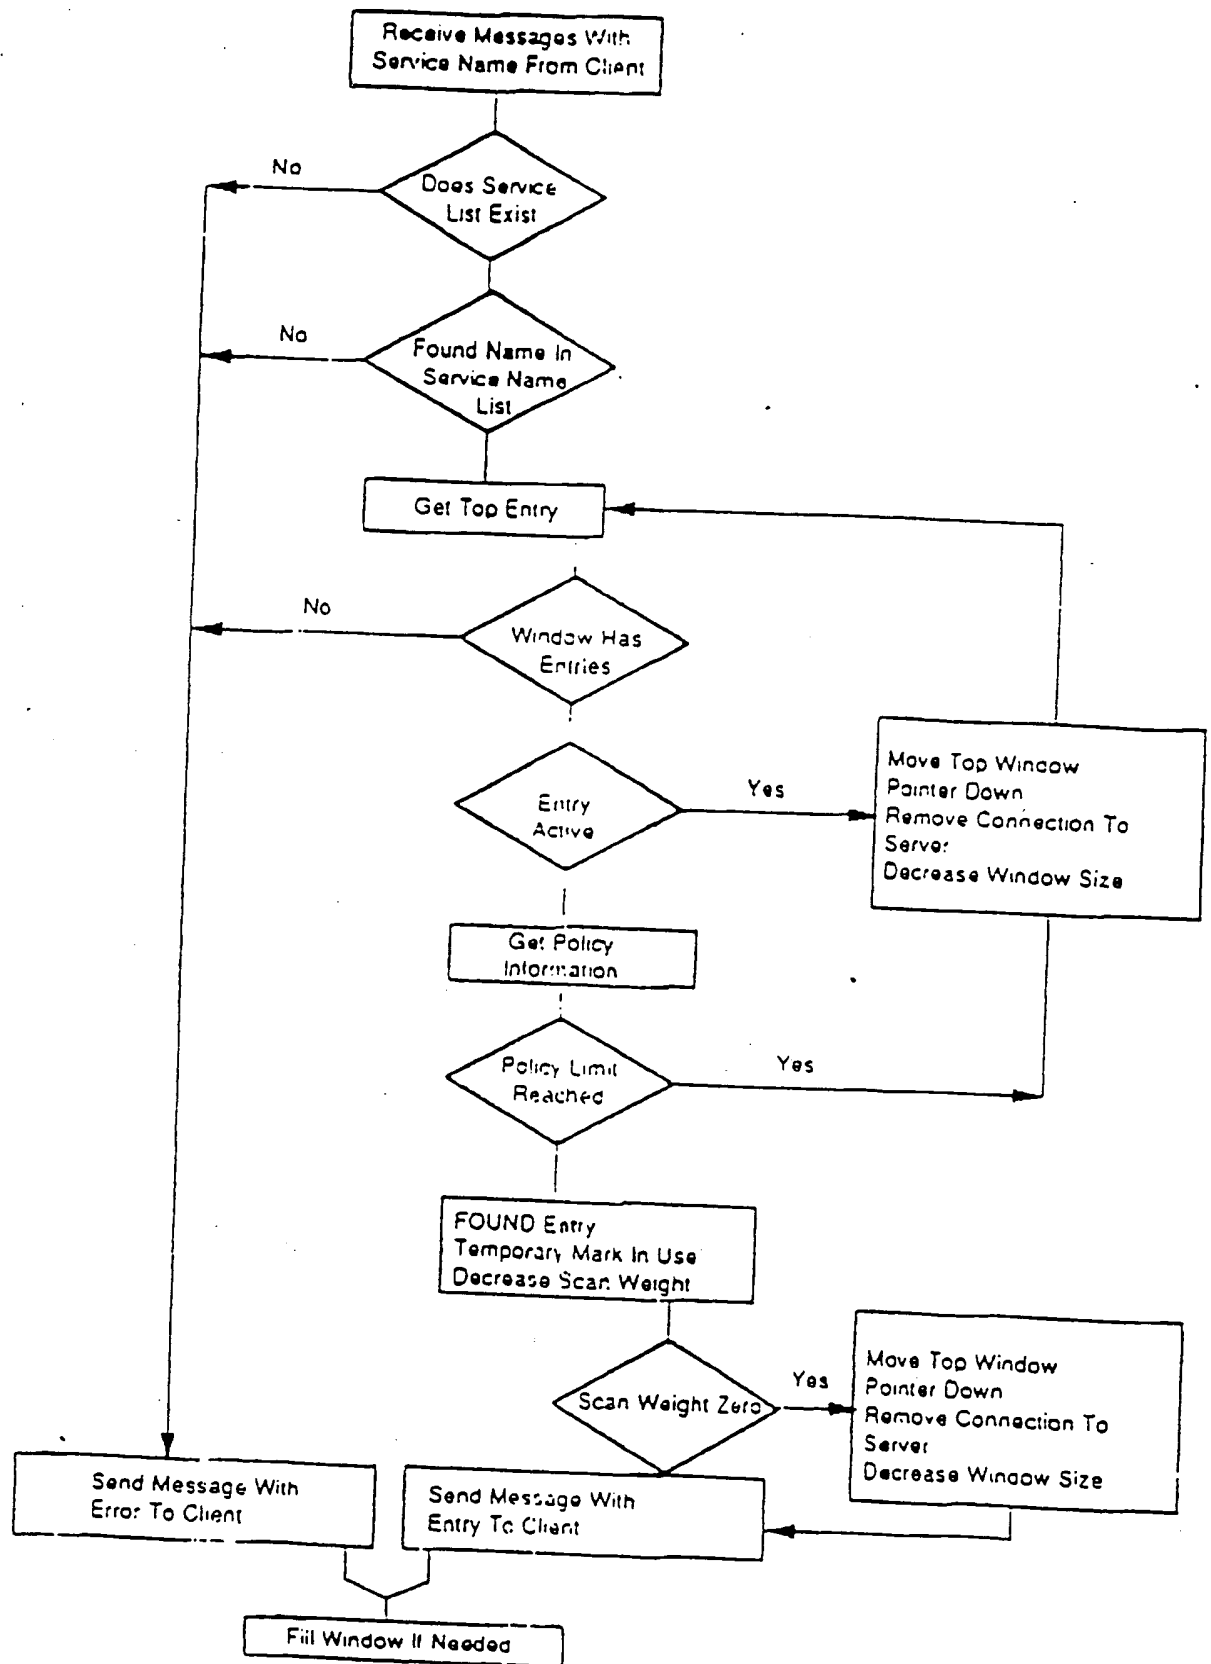 Receive Messages With
Service Name From Client
No
Does Service
List Exist
No
Found Name In
Service Name
List
Get Top Entry
No
Window Has
Entries
Move Top Window
Pointer Down
Remove Connection To
Server
Decrease Window Size
Yes
Entry
Active
Get Policy
Information
Policy Limit
Reached
Yes
FOUND Entry
Temporary Mark In Use
Decrease Scan Weight
Scan Weight Zero
Yes
Move Top Window
Pointer Down
Remove Connection To
Server
Decrease Window Size
Send Message With
Error To Client
Send Message With
Entry To Client
Fill Window If Needed